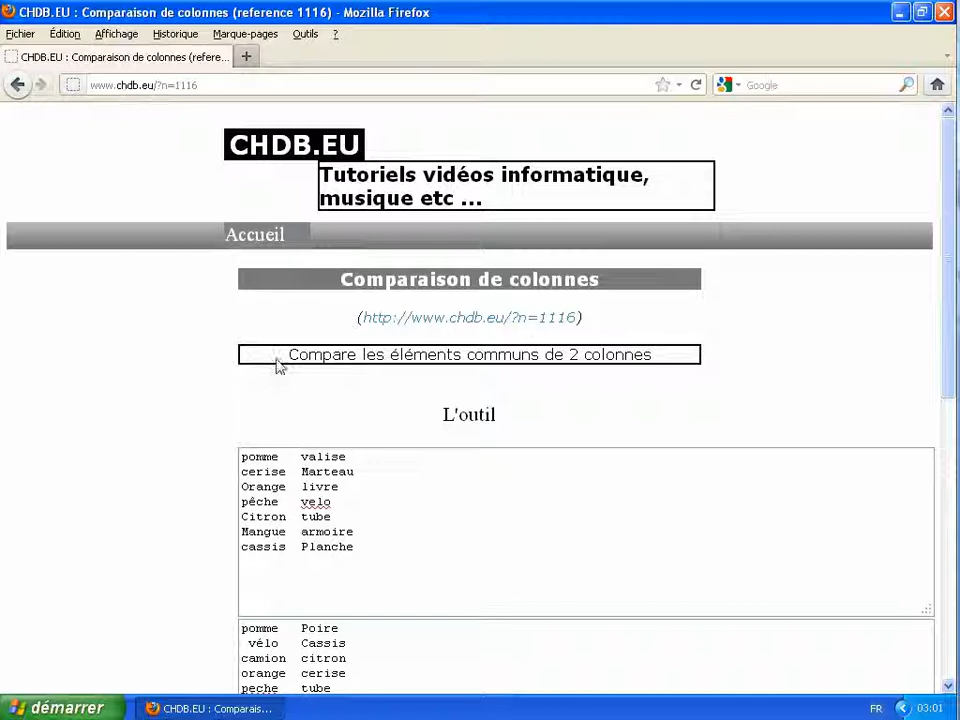 CHDB.EU : Comparaison de colonnes (reference 1116) - Mozilla Firefox
Fichier Édition Affichage Historique Marque-pages Outils ?
CHDB.EU : Comparaison de colonnes (refere... +
www.chdb.eu/?n=1116 Google
CHDB.EU
Tutoriels vidéos informatique,
musique etc ...
Accueil
Comparaison de colonnes
(http://www.chdb.eu/?n=1116)
Compare les éléments communs de 2 colonnes
L'outil
pomme valise
cerise Marteau
Orange livre
pêche velo
Citron tube
Mangue armoire
cassis Planche
pomme Poire
vélo Cassis
camion citron
orange cerise
peche tube
démarrer CHDB.EU : Comparais... FR 03:01